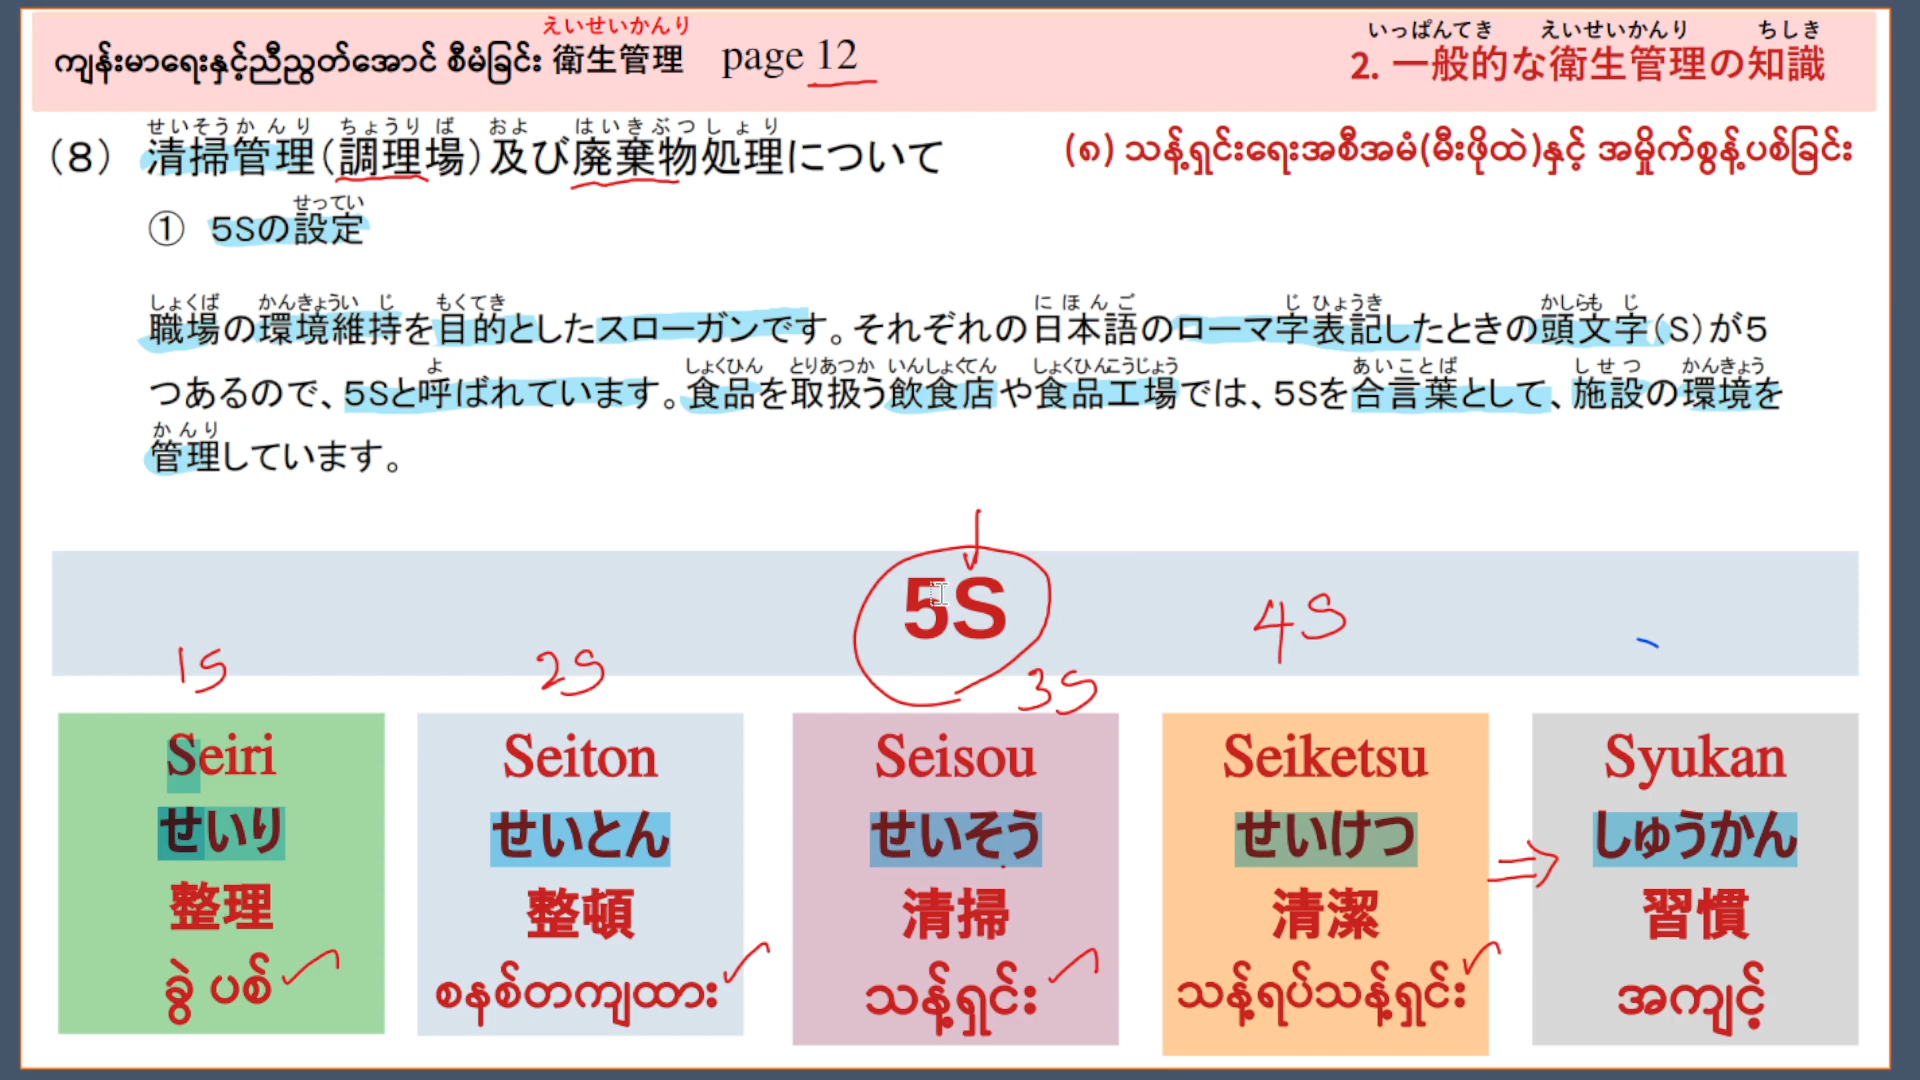 えいせいかんり
ကျန်းမာရေးနှင့်ညီညွတ်အောင် စီမံခြင်း 衛生管理 page 12
いっぱんてき えいせいかんり ちしき
2. 一般的な衛生管理の知識
せいそうかんり ちょうりば およ はいきぶつしょり
(8) 清掃管理(調理場)及び廃棄物処理について
(၈) သန့်ရှင်းရေးအစီအမံ(မီးဖိုထဲ)နှင့် အမှိုက်စွန့်ပစ်ခြင်း
せってい
① 5Sの設定
しょくば かんきょういじ もくてき にほんご じひょうき かしらもじ
職場の環境維持を目的としたスローガンです。それぞれの日本語のローマ字表記したときの頭文字(S)が5
よ しょくひん とりあつか いんしょくてん しょくひんこうじょう あいことば しせつ かんきょう
つあるので、5Sと呼ばれています。食品を取扱う飲食店や食品工場では、5Sを合言葉として、施設の環境を
かんり
管理しています。
5S
1S 2S 3S 4S
Seiri
せいり
整理
ခွဲ ပစ်
Seiton
せいとん
整頓
စနစ်တကျထား
Seisou
せいそう
清掃
သန့်ရှင်း
Seiketsu
せいけつ
清潔
သန့်ရပ်သန့်ရှင်း
Syukan
しゅうかん
習慣
အကျင့်